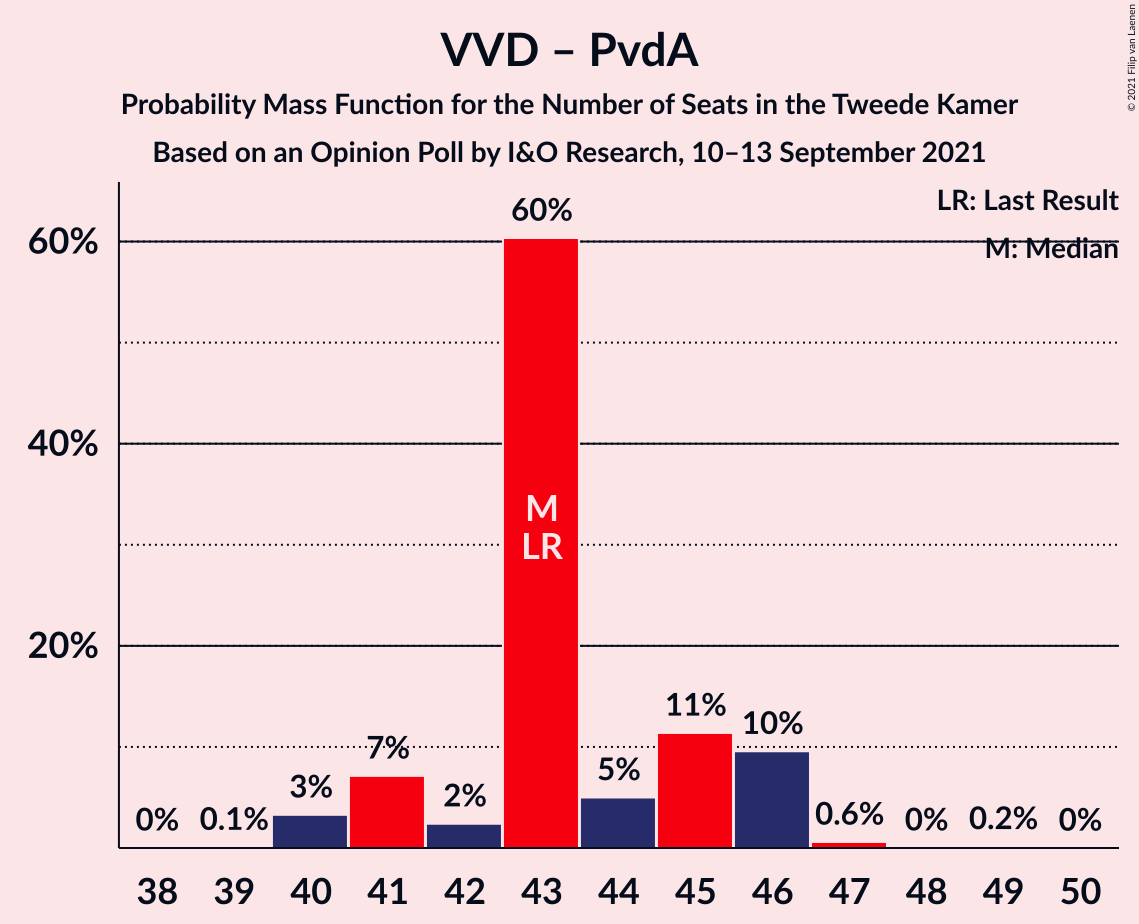 VVD – PvdA
Probability Mass Function for the Number of Seats in the Tweede Kamer
Based on an Opinion Poll by I&O Research, 10–13 September 2021
© 2021 Filip van Laenen
LR: Last Result
M: Median
60%
40%
20%
0%
0.1%
3%
7%
2%
60%
5%
11%
10%
0.6%
0%
0.2%
0%
M
LR
38 39 40 41 42 43 44 45 46 47 48 49 50